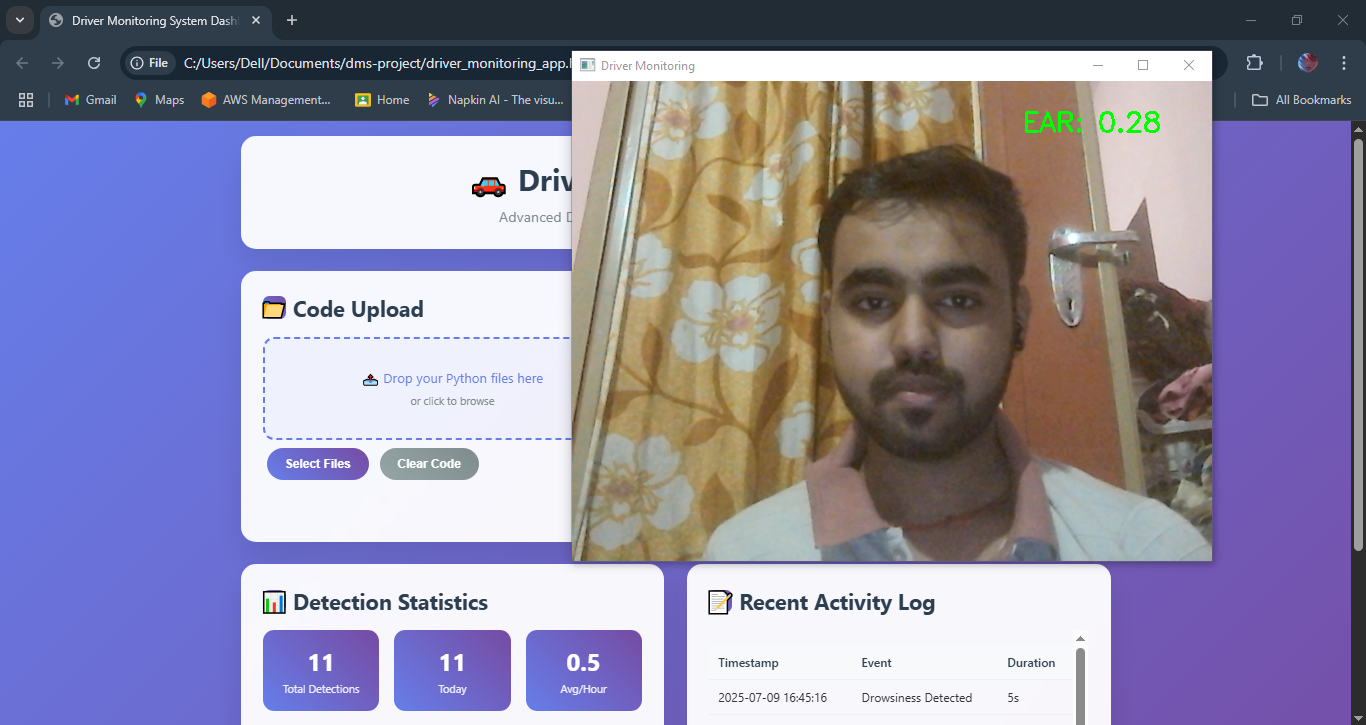 Driver Monitoring System Dash
File
C:/Users/Dell/Documents/dms-project/driver_monitoring_app.
Gmail
Maps
AWS Management...
Home
Napkin AI - The visu...
All Bookmarks
Driver Monitoring
EAR: 0.28
Driv
Advanced D
Code Upload
Drop your Python files here
or click to browse
Select Files
Clear Code
Detection Statistics
11
Total Detections
11
Today
0.5
Avg/Hour
Recent Activity Log
Timestamp Event Duration
2025-07-09 16:45:16 Drowsiness Detected 5s